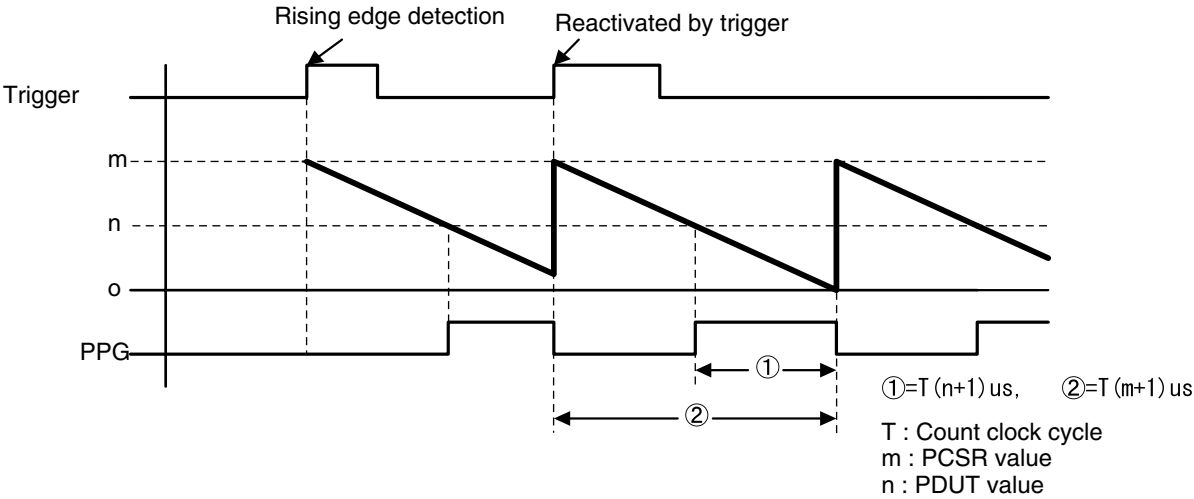 Rising edge detection
Reactivated by trigger
Trigger
m
n
o
PPG
①
②
①=T(n+1)us, ②=T(m+1)us
T : Count clock cycle
m : PCSR value
n : PDUT value